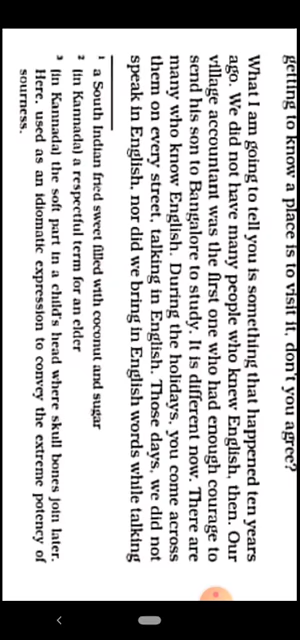 getting to know a place is to visit it, don't you agree?
What I am going to tell you is something that happened ten years
ago. We did not have many people who knew English, then. Our
village accountant was the first one who had enough courage to
send his son to Bangalore to study. It is different now. There are
many who know English. During the holidays, you come across
them on every street, talking in English. Those days, we did not
speak in English, nor did we bring in English words while talking
1 a South Indian fried sweet filled with coconut and sugar
2 (in Kannada) a respectful term for an elder
3 (in Kannada) the soft part in a child's head where skull bones join later.
Here, used as an idiomatic expression to convey the extreme potency of
sourness.